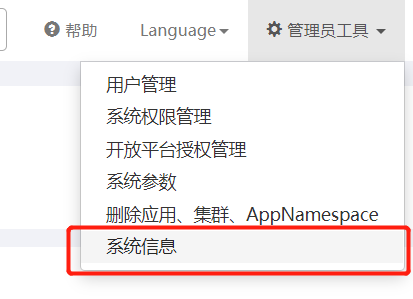 帮助 Language 管理员工具
用户管理
系统权限管理
开放平台授权管理
系统参数
删除应用、集群、AppNamespace
系统信息